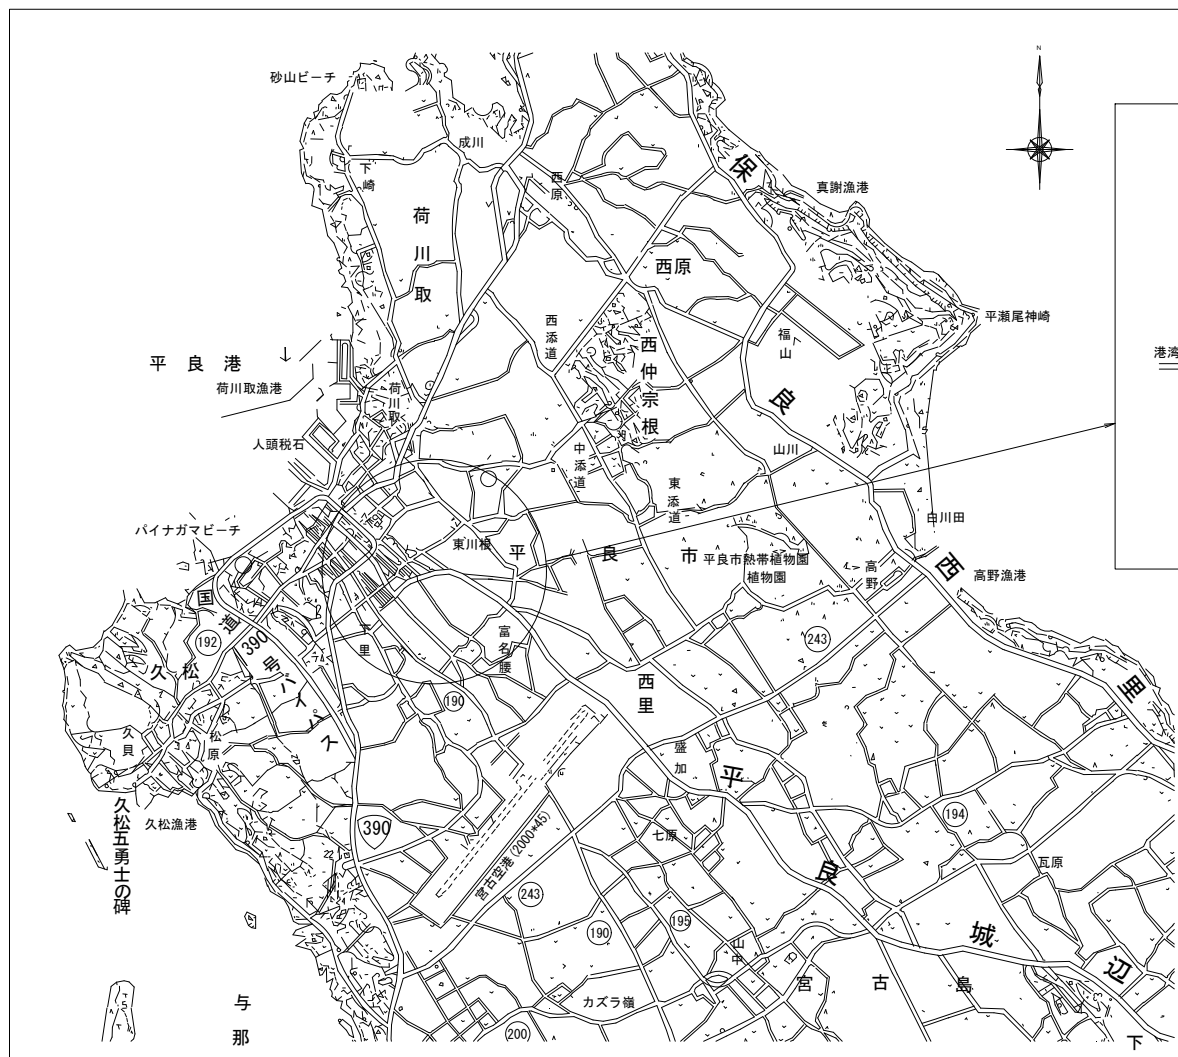 N
砂山ビーチ
成川
下崎
西原
保
真謝漁港
荷川取
西原
平瀬尾神崎
西添道
福山
平良港
港湾
荷川取漁港
荷川取
西仲宗根
良
人頭税石
中添道
山川
東添道
パイナガマビーチ
東川根
平良市
白川田
平良市熱帯植物園
植物園
高野
西
高野漁港
国道390号バイパス
192
下里
富名腰
243
久松
西里
里
190
久貝
松原
盛加
平
久松漁港
390
宮古空港(2000*45)
七原
194
久松五勇士の碑
良
瓦原
243
190
195
山中
城
辺
宮古島
与那
カズラ嶺
200
下